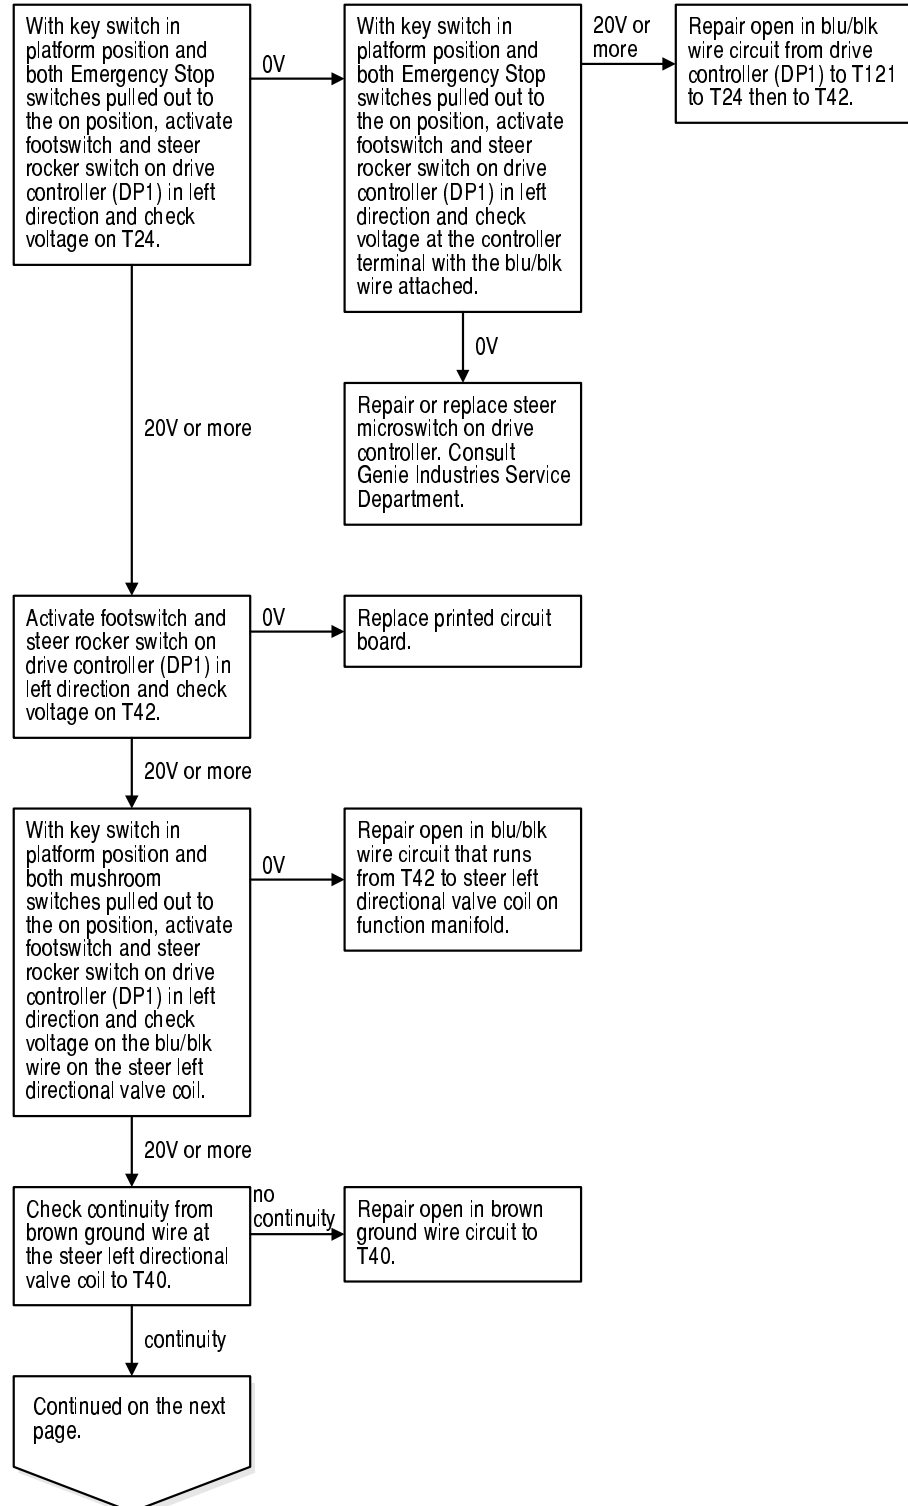 With key switch in
platform position and
both Emergency Stop
switches pulled out to
the on position, activate
footswitch and steer
rocker switch on drive
controller (DP1) in left
direction and check
voltage on T24.
0V
With key switch in
platform position and
both Emergency Stop
switches pulled out to
the on position, activate
footswitch and steer
rocker switch on drive
controller (DP1) in left
direction and check
voltage at the controller
terminal with the blu/blk
wire attached.
20V or
more
Repair open in blu/blk
wire circuit from drive
controller (DP1) to T121
to T24 then to T42.
0V
Repair or replace steer
microswitch on drive
controller. Consult
Genie Industries Service
Department.
20V or more
Activate footswitch and
steer rocker switch on
drive controller (DP1) in
left direction and check
voltage on T42.
0V
Replace printed circuit
board.
20V or more
With key switch in
platform position and
both mushroom
switches pulled out to
the on position, activate
footswitch and steer
rocker switch on drive
controller (DP1) in left
direction and check
voltage on the blu/blk
wire on the steer left
directional valve coil.
0V
Repair open in blu/blk
wire circuit that runs
from T42 to steer left
directional valve coil on
function manifold.
20V or more
Check continuity from
brown ground wire at
the steer left directional
valve coil to T40.
no
continuity
Repair open in brown
ground wire circuit to
T40.
continuity
Continued on the next
page.